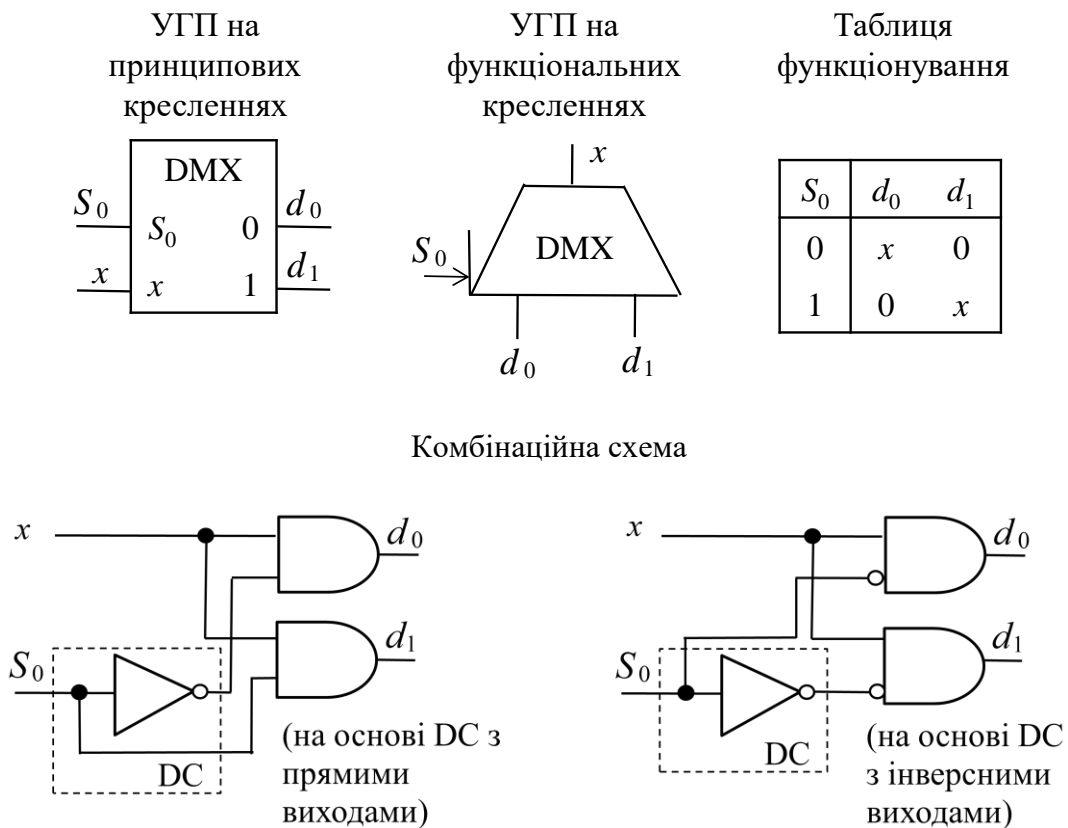 УГП на
принципових
кресленнях
УГП на
функціональних
кресленнях
Таблиця
функціонування
DMX
S0
S0 0
d0
x
x 1
d1
x
S0
DMX
d0 d1
S0 d0 d1
0 x 0
1 0 x
Комбінаційна схема
x
d0
d1
S0
DC
(на основі DC з
прямими
виходами)
x
d0
d1
S0
DC
(на основі DC
з інверсними
виходами)